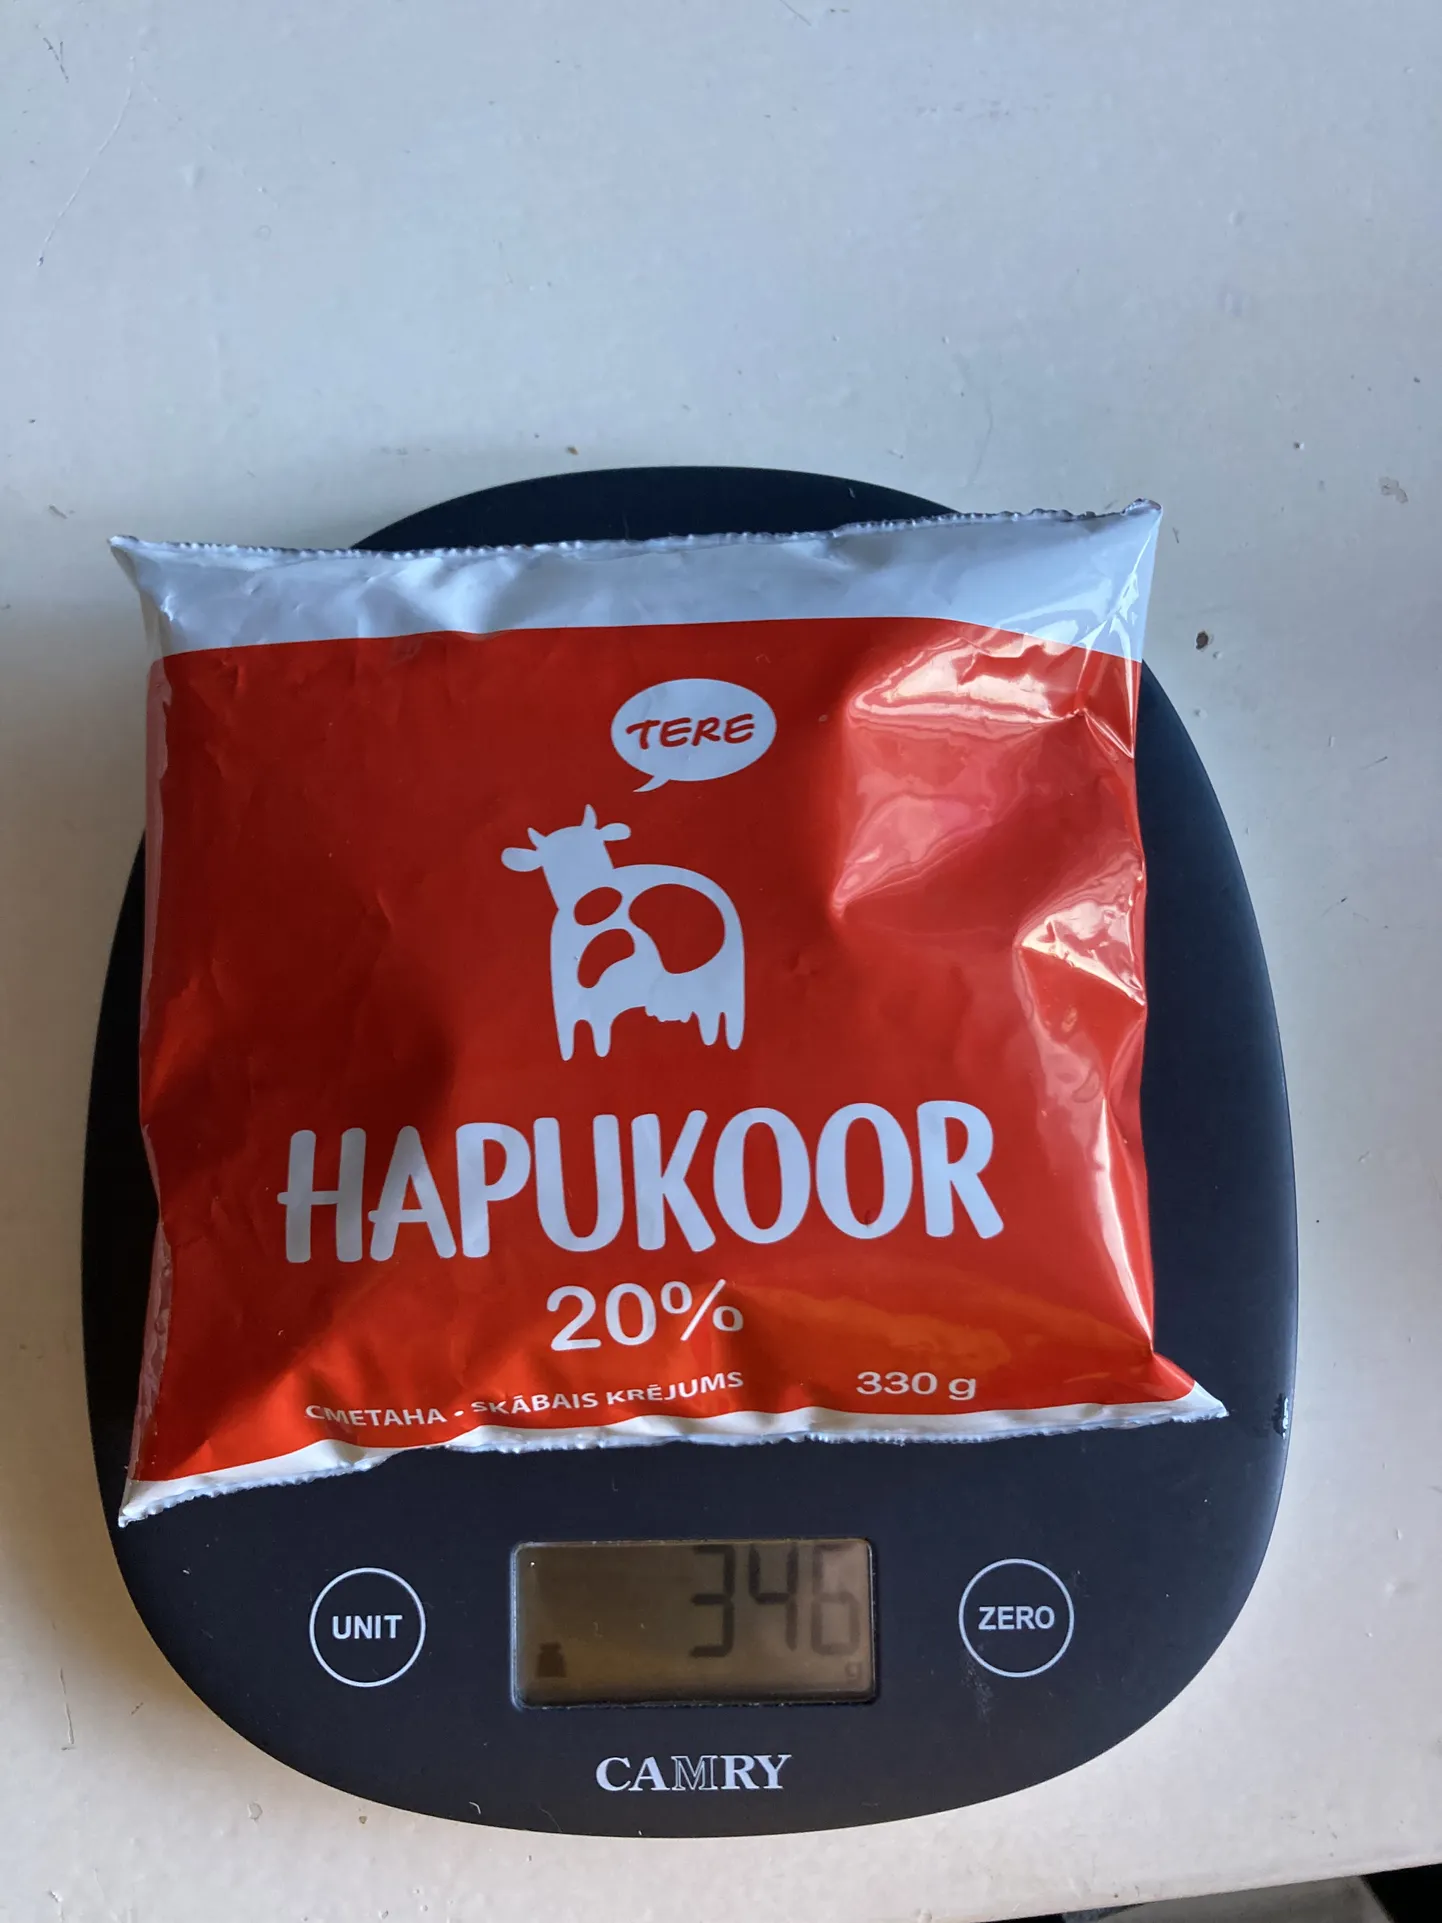 TERE
HAPUKOOR
20%
СМЕТАНА • SKĀBAIS KRĒJUMS 330 g
346
g
UNIT
ZERO
CAMRY